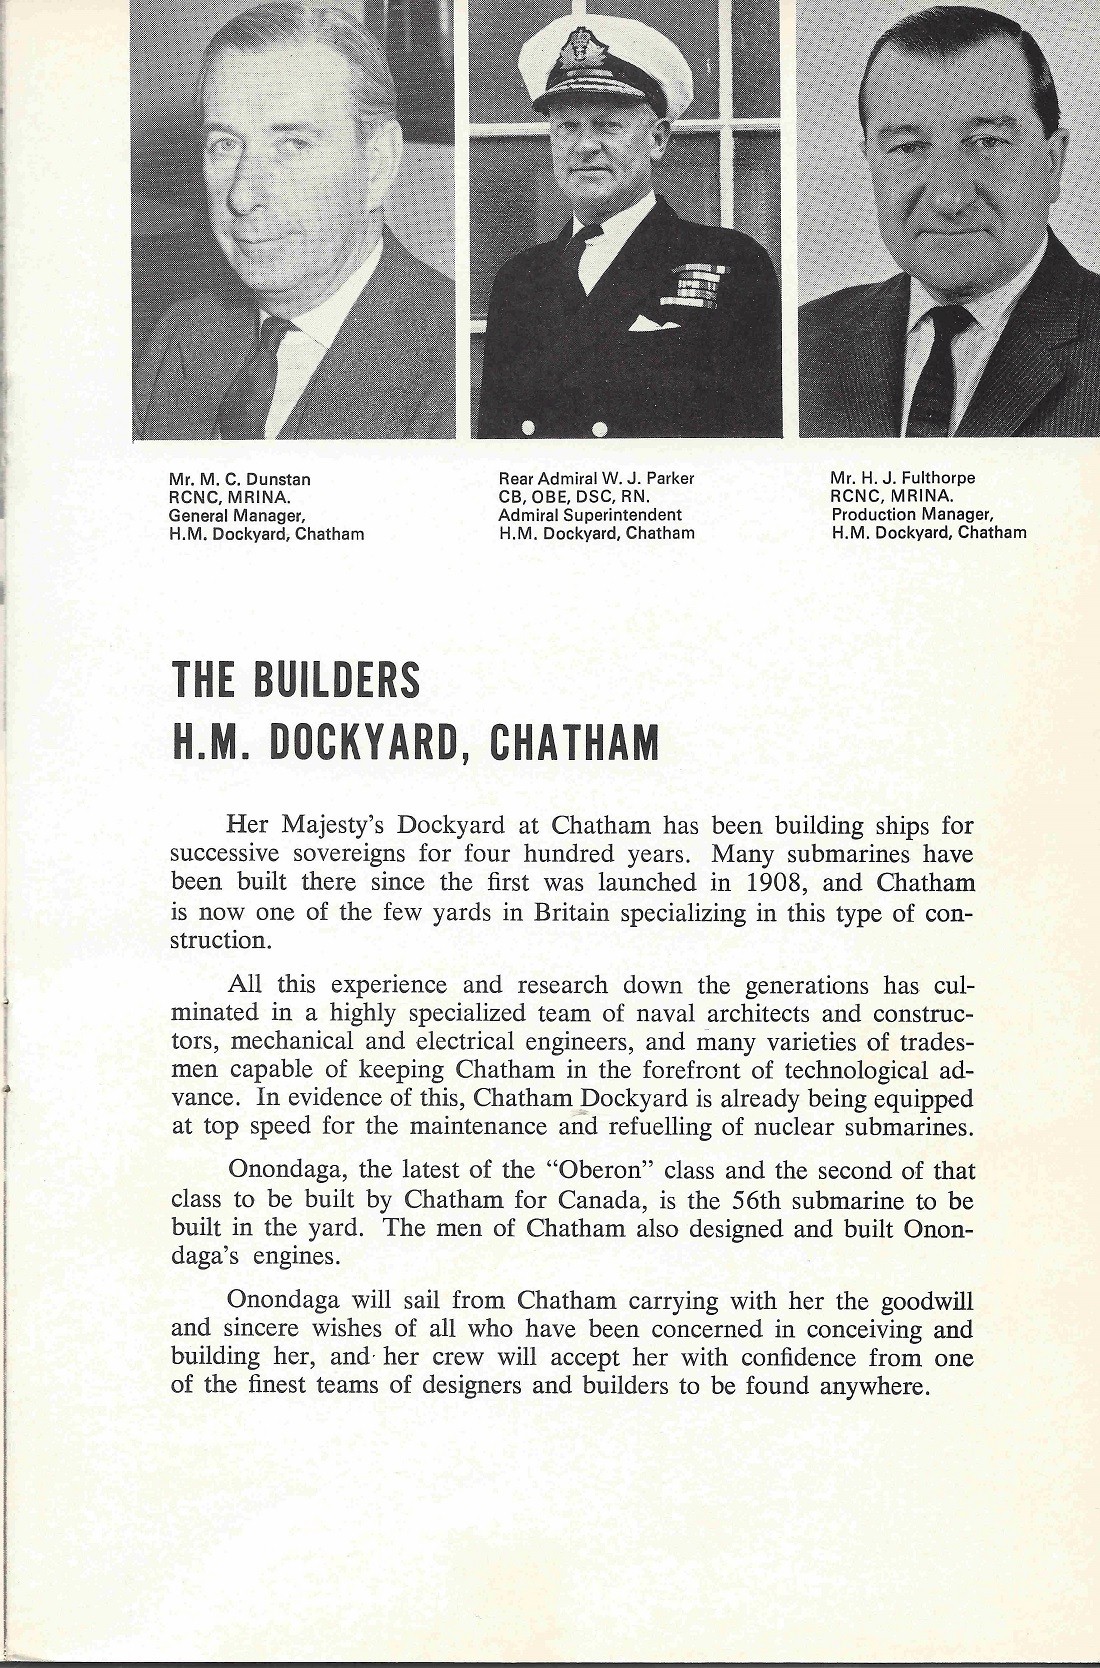 Mr. M. C. Dunstan
RCNC, MRINA.
General Manager,
H.M. Dockyard, Chatham
Rear Admiral W. J. Parker
CB, OBE, DSC, RN.
Admiral Superintendent
H.M. Dockyard, Chatham
Mr. H. J. Fulthorpe
RCNC, MRINA.
Production Manager,
H.M. Dockyard, Chatham
THE BUILDERS
H.M. DOCKYARD, CHATHAM
Her Majesty's Dockyard at Chatham has been building ships for
successive sovereigns for four hundred years. Many submarines have
been built there since the first was launched in 1908, and Chatham
is now one of the few yards in Britain specializing in this type of con-
struction.
All this experience and research down the generations has cul-
minated in a highly specialized team of naval architects and construc-
tors, mechanical and electrical engineers, and many varieties of trades-
men capable of keeping Chatham in the forefront of technological ad-
vance. In evidence of this, Chatham Dockyard is already being equipped
at top speed for the maintenance and refuelling of nuclear submarines.
Onondaga, the latest of the "Oberon" class and the second of that
class to be built by Chatham for Canada, is the 56th submarine to be
built in the yard. The men of Chatham also designed and built Onon-
daga's engines.
Onondaga will sail from Chatham carrying with her the goodwill
and sincere wishes of all who have been concerned in conceiving and
building her, and her crew will accept her with confidence from one
of the finest teams of designers and builders to be found anywhere.